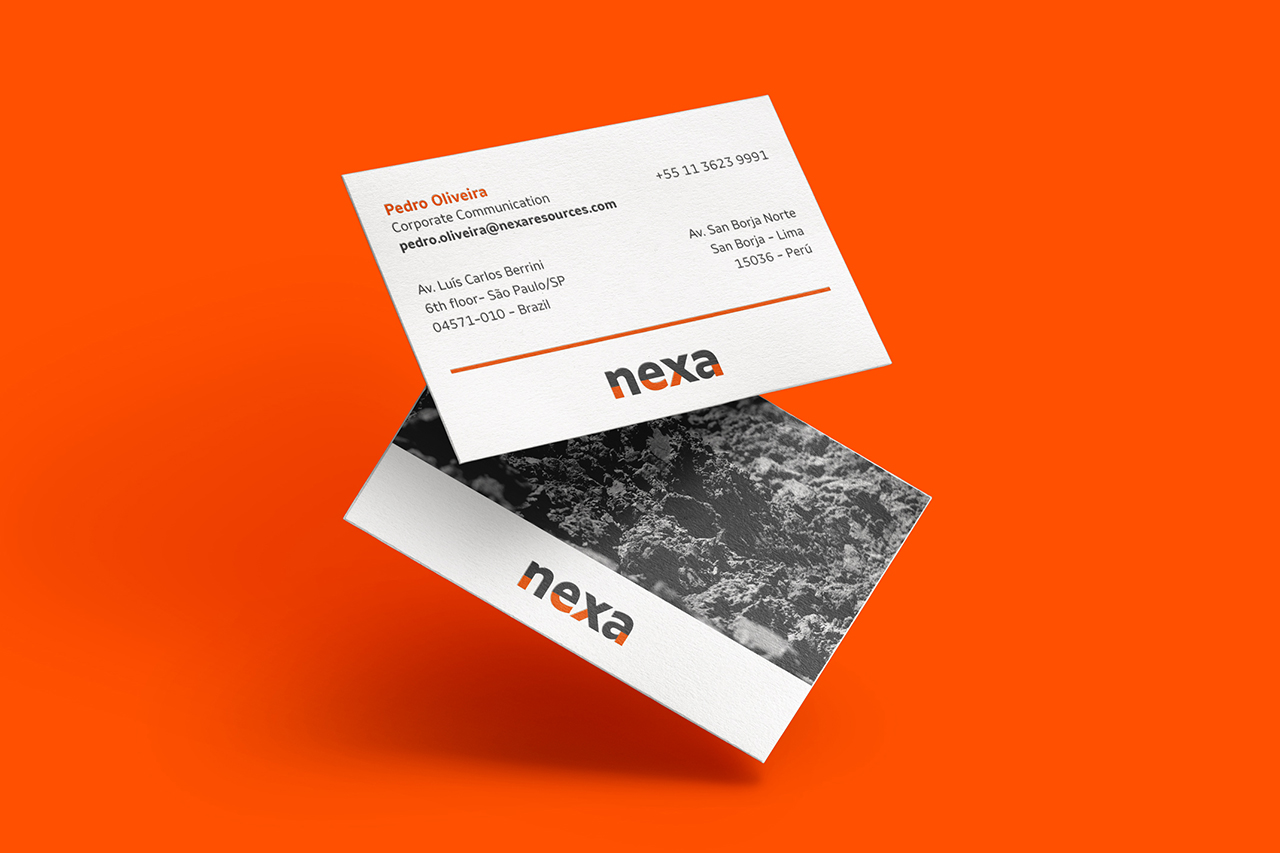 Pedro Oliveira
Corporate Communication
pedro.oliveira@nexaresources.com
+55 11 3623 9991
Av. Luís Carlos Berrini
6th floor– São Paulo/SP
04571-010 - Brazil
Av. San Borja Norte
San Borja - Lima
15036 - Perú
nexa
nexa